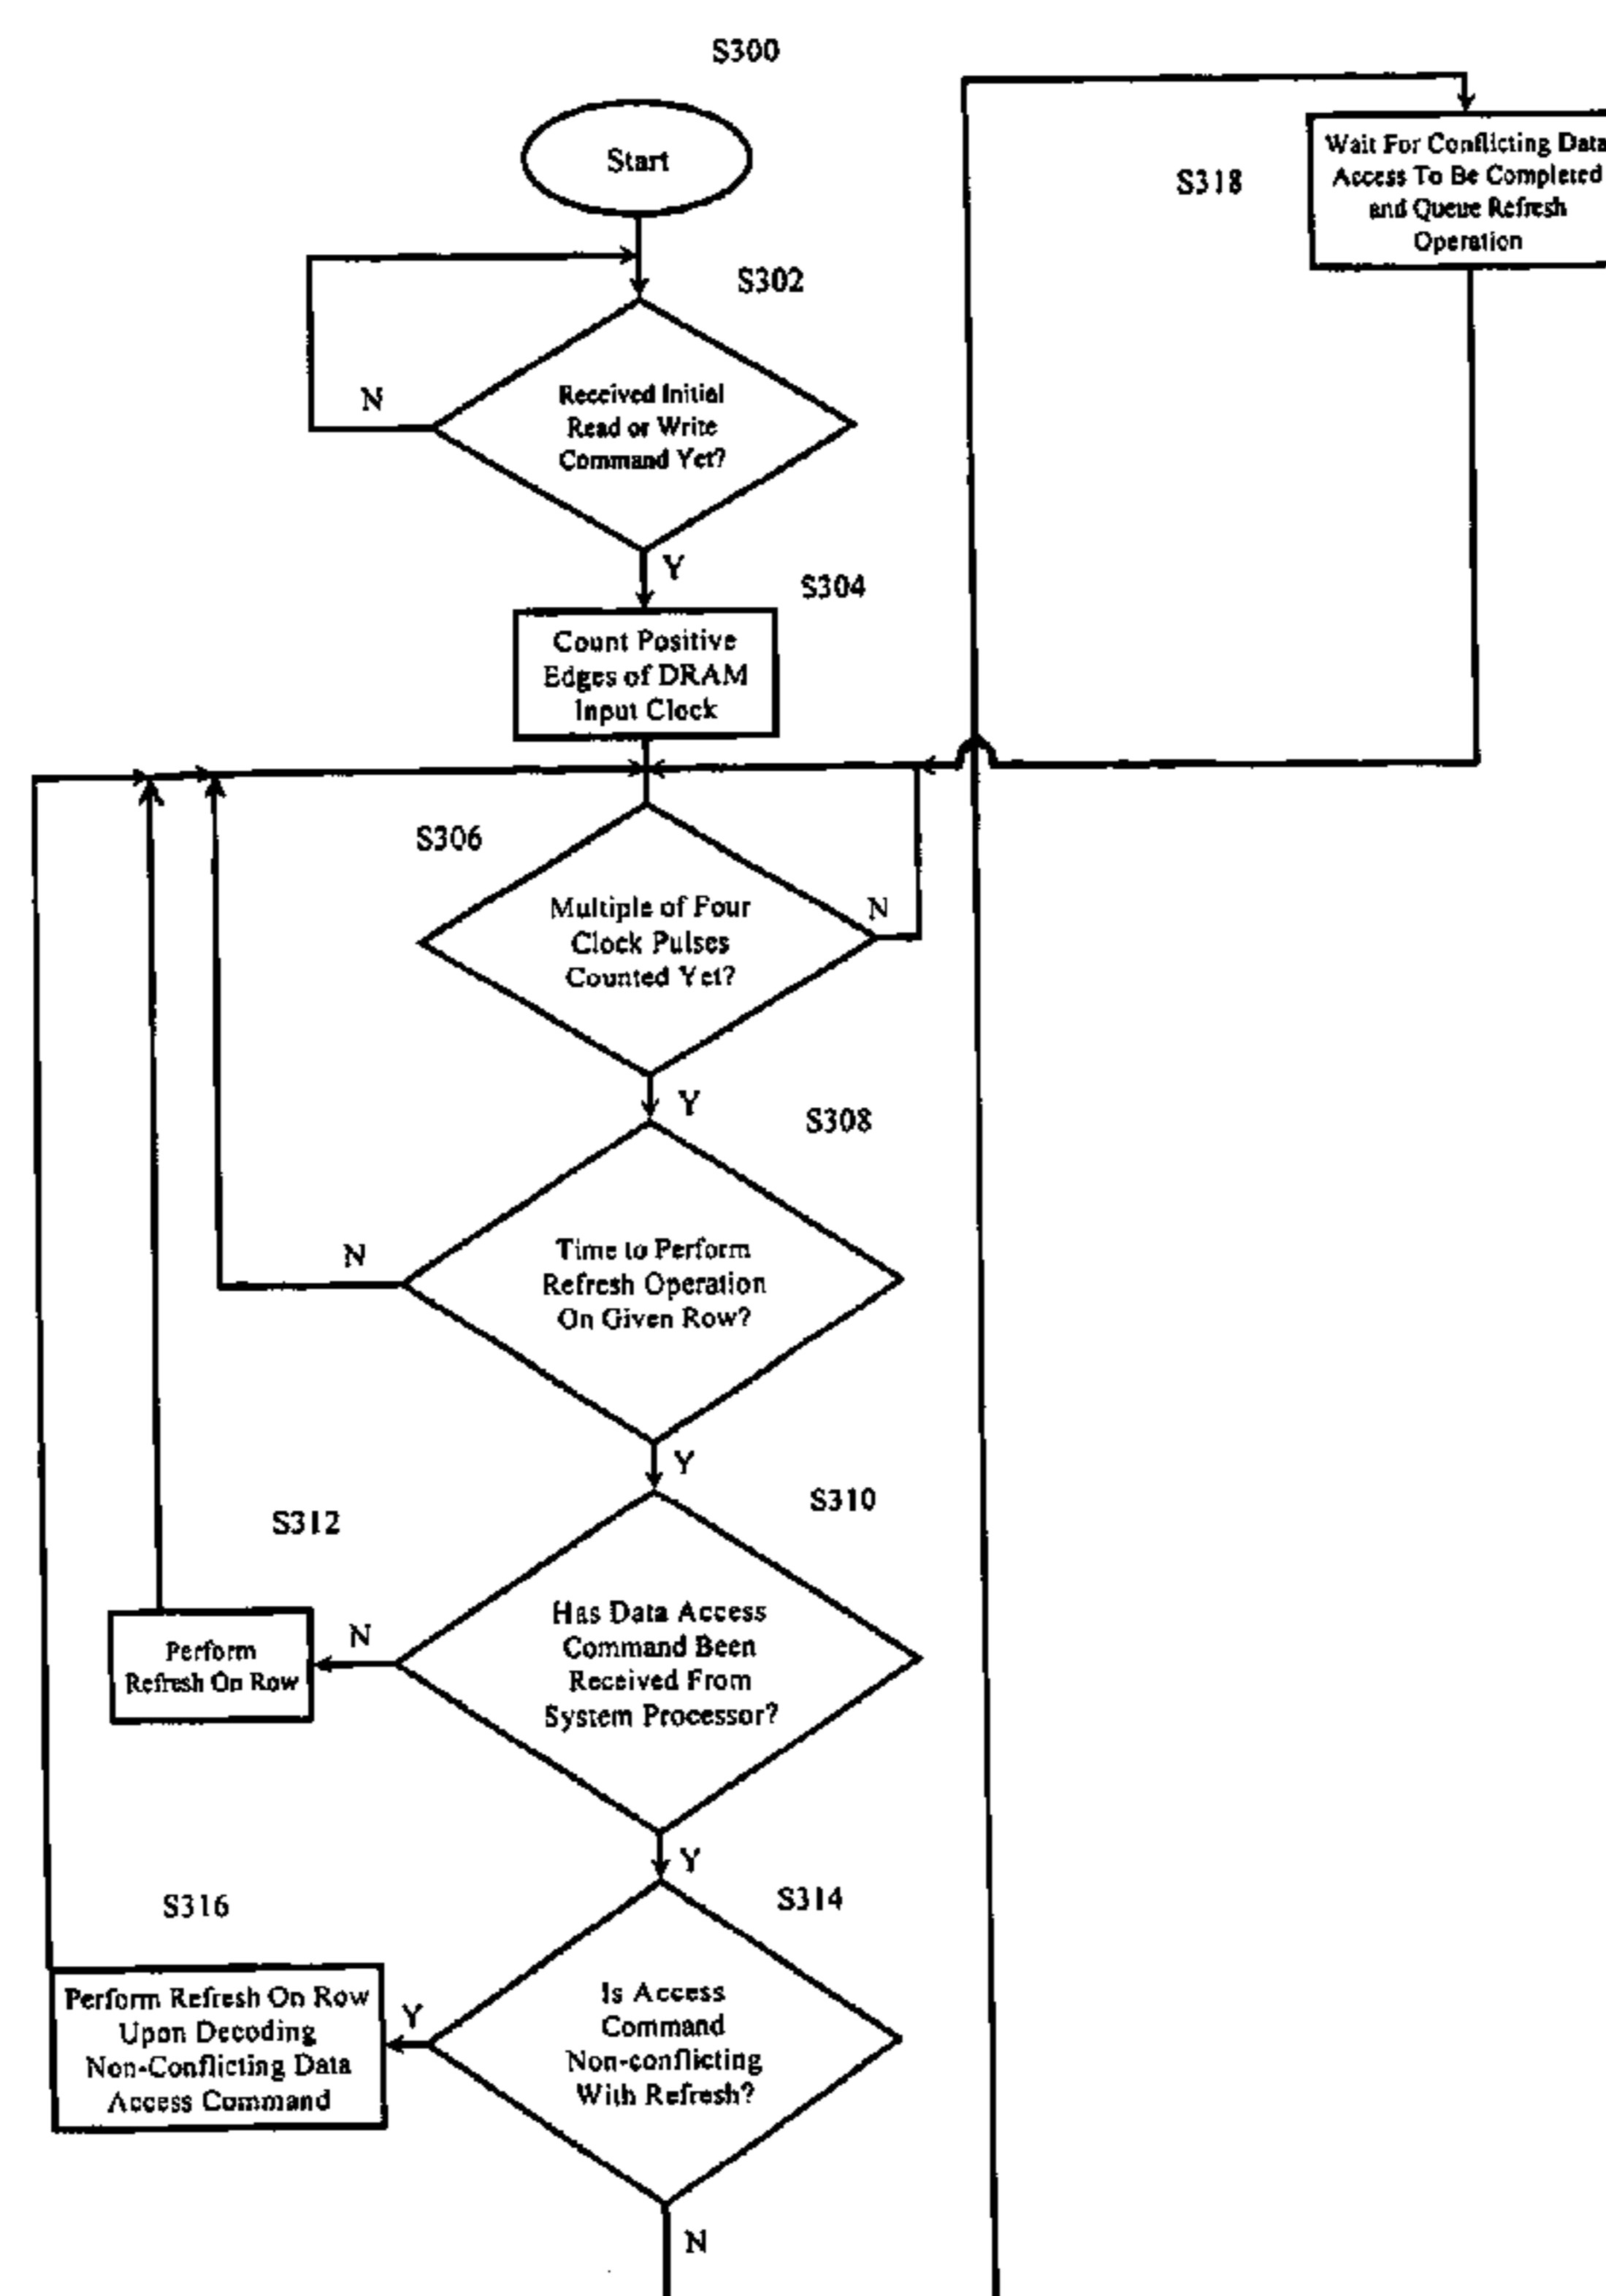 S300
Start
Wait For Conflicting Data
Access To Be Completed
and Queue Refresh
Operation
S318
S302
N
Received Initial
Read or Write
Command Yet?
Y
S304
Count Positive
Edges of DRAM
Input Clock
S306
Multiple of Four
Clock Pulses
Counted Yet?
N
Y
S308
N
Time to Perform
Refresh Operation
On Given Row?
Y
S310
S312
Has Data Access
Command Been
Received From
System Processor?
N
Perform
Refresh On Row
Y
S314
S316
Is Access
Command
Non-conflicting
With Refresh?
Y
Perform Refresh On Row
Upon Decoding
Non-Conflicting Data
Access Command
N